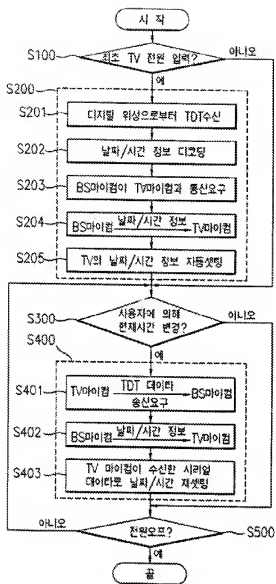 시 작
S100
최초 TV 전원 입력?
아니오
예
S200
S201
디지탈 위성으로부터 TDT수신
S202
날짜/시간 정보 디코딩
S203
BS마이컴이 TV마이컴과 통신요구
S204
BS마이컴 날짜/시간 정보 TV마이컴
S205
TV의 날짜/시간 정보 자동셋팅
S300
사용자에 의해
현재시간 변경?
아니오
S400
예
S401
TV마이컴 TDT 데이타 BS마이컴
송신요구
S402
BS마이컴 날짜/시간 정보 TV마이컴
S403
TV 마이컴이 수신한 시리얼
데이타로 날짜/시간 재셋팅
아니오
전원오프?
S500
예
끝